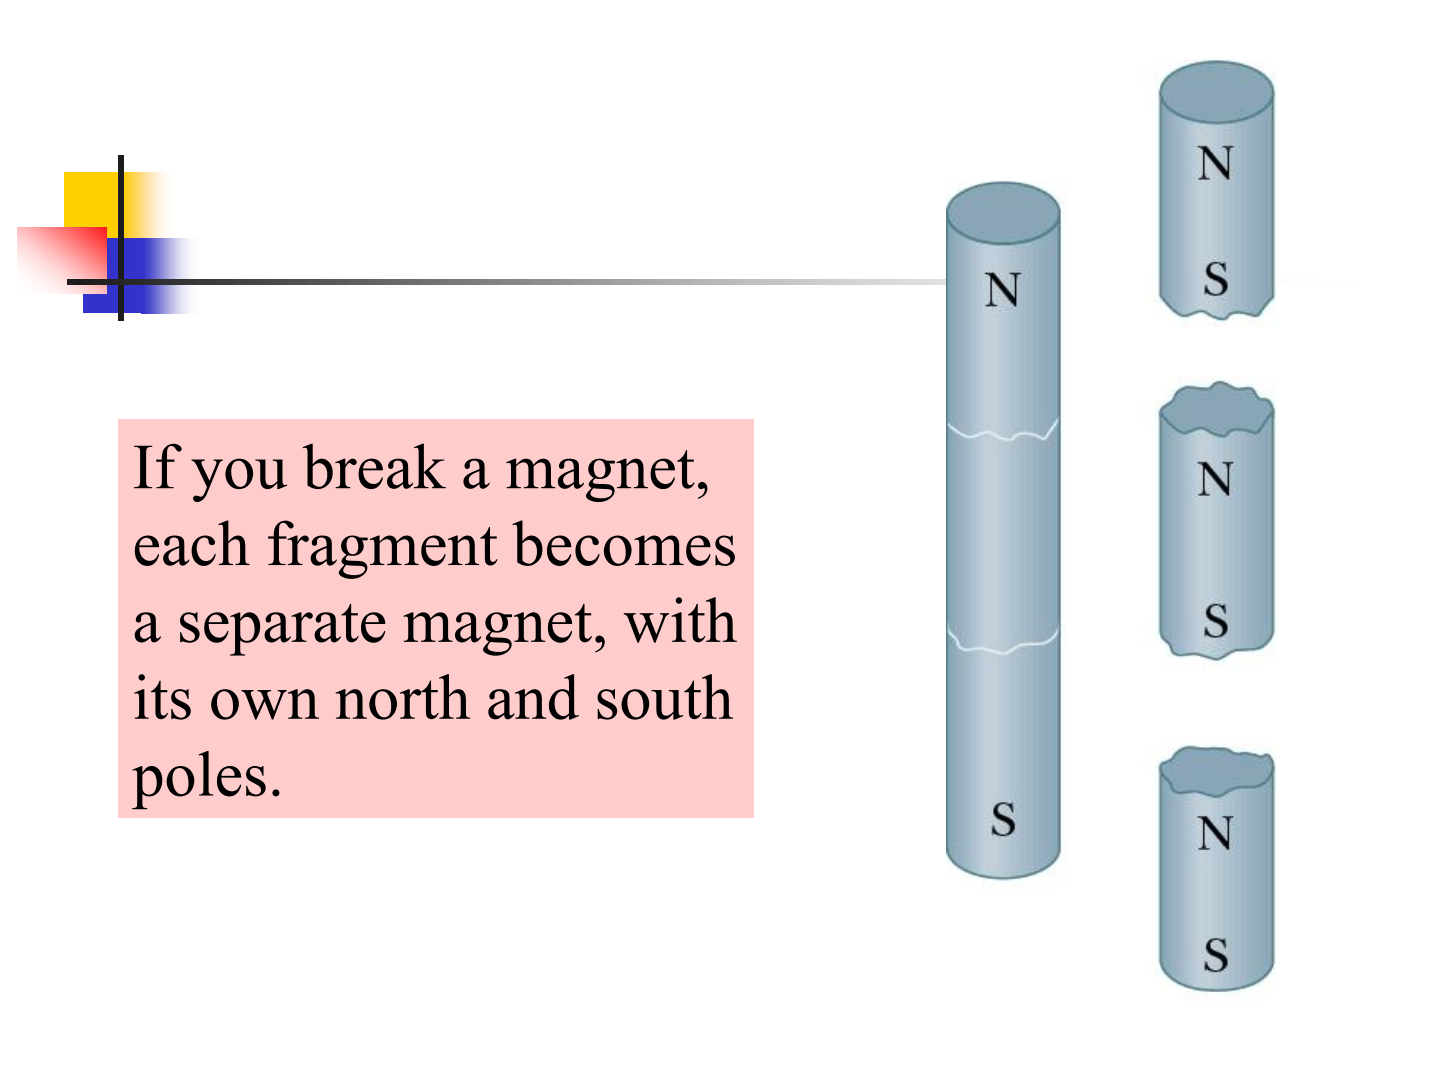 If you break a magnet,
each fragment becomes
a separate magnet, with
its own north and south
poles.
N
S
N
S
N
S
N
S